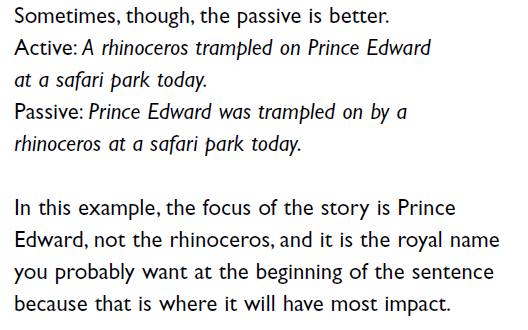 Sometimes, though, the passive is better.
Active: A rhinoceros trampled on Prince Edward
at a safari park today.
Passive: Prince Edward was trampled on by a
rhinoceros at a safari park today.
In this example, the focus of the story is Prince
Edward, not the rhinoceros, and it is the royal name
you probably want at the beginning of the sentence
because that is where it will have most impact.